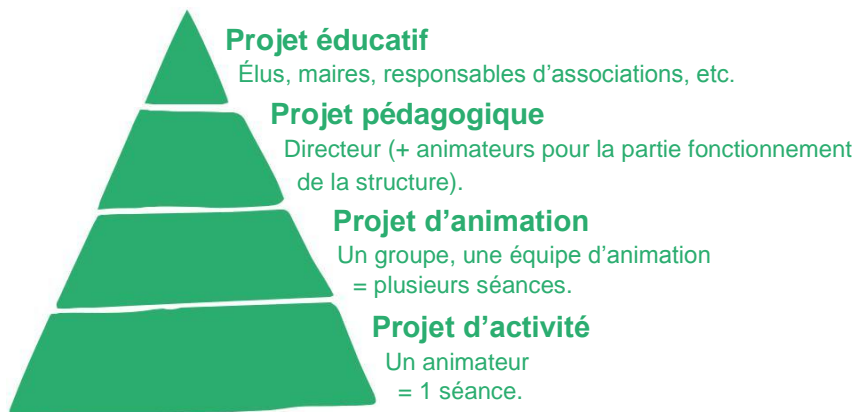 Projet éducatif
Élus, maires, responsables d’associations, etc.
Projet pédagogique
Directeur (+ animateurs pour la partie fonctionnement
de la structure).
Projet d’animation
Un groupe, une équipe d’animation
= plusieurs séances.
Projet d’activité
Un animateur
= 1 séance.